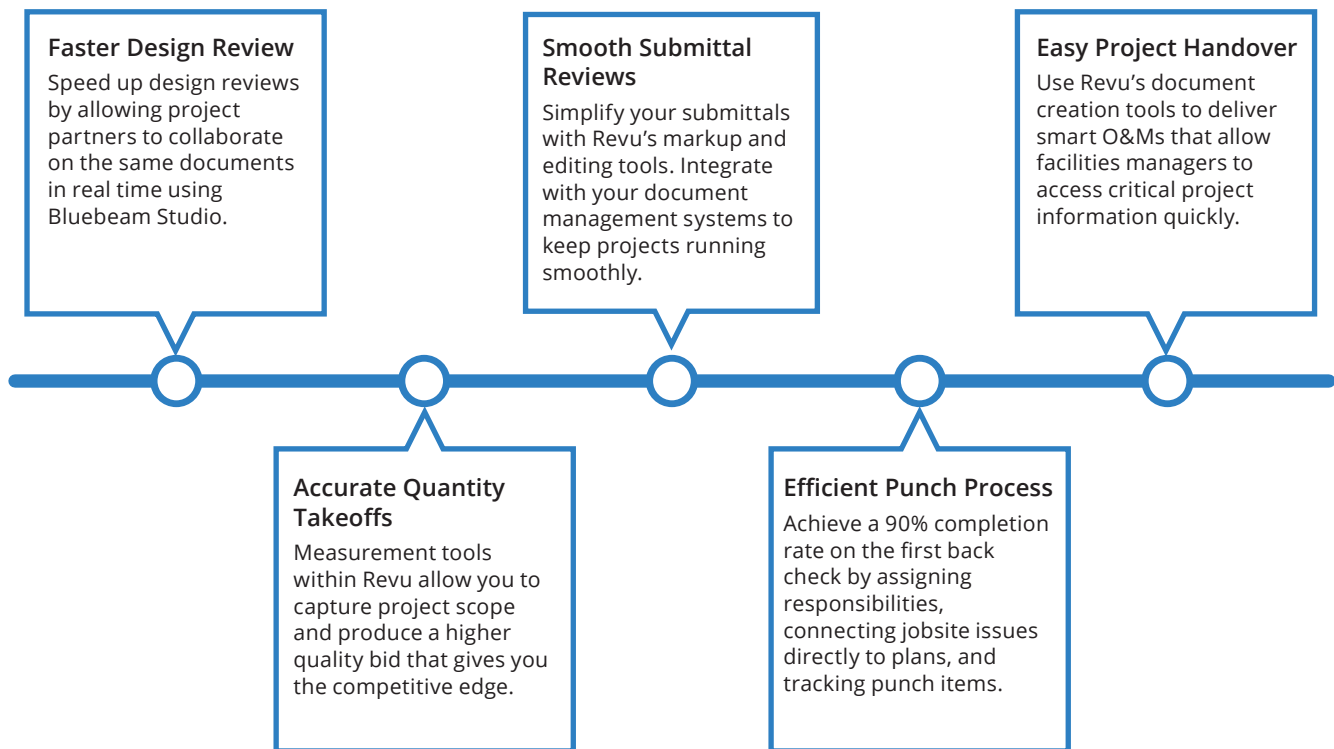 Faster Design Review
Speed up design reviews
by allowing project
partners to collaborate
on the same documents
in real time using
Bluebeam Studio.
Accurate Quantity
Takeoffs
Measurement tools
within Revu allow you to
capture project scope
and produce a higher
quality bid that gives you
the competitive edge.
Smooth Submittal
Reviews
Simplify your submittals
with Revu’s markup and
editing tools. Integrate
with your document
management systems to
keep projects running
smoothly.
Efficient Punch Process
Achieve a 90% completion
rate on the first back
check by assigning
responsibilities,
connecting jobsite issues
directly to plans, and
tracking punch items.
Easy Project Handover
Use Revu’s document
creation tools to deliver
smart O&Ms that allow
facilities managers to
access critical project
information quickly.